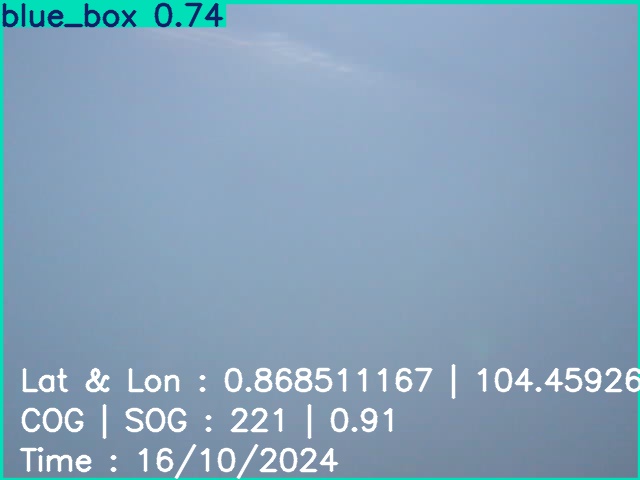 blue_box 0.74
Lat & Lon : 0.868511167 | 104.45926
COG | SOG : 221 | 0.91
Time : 16/10/2024